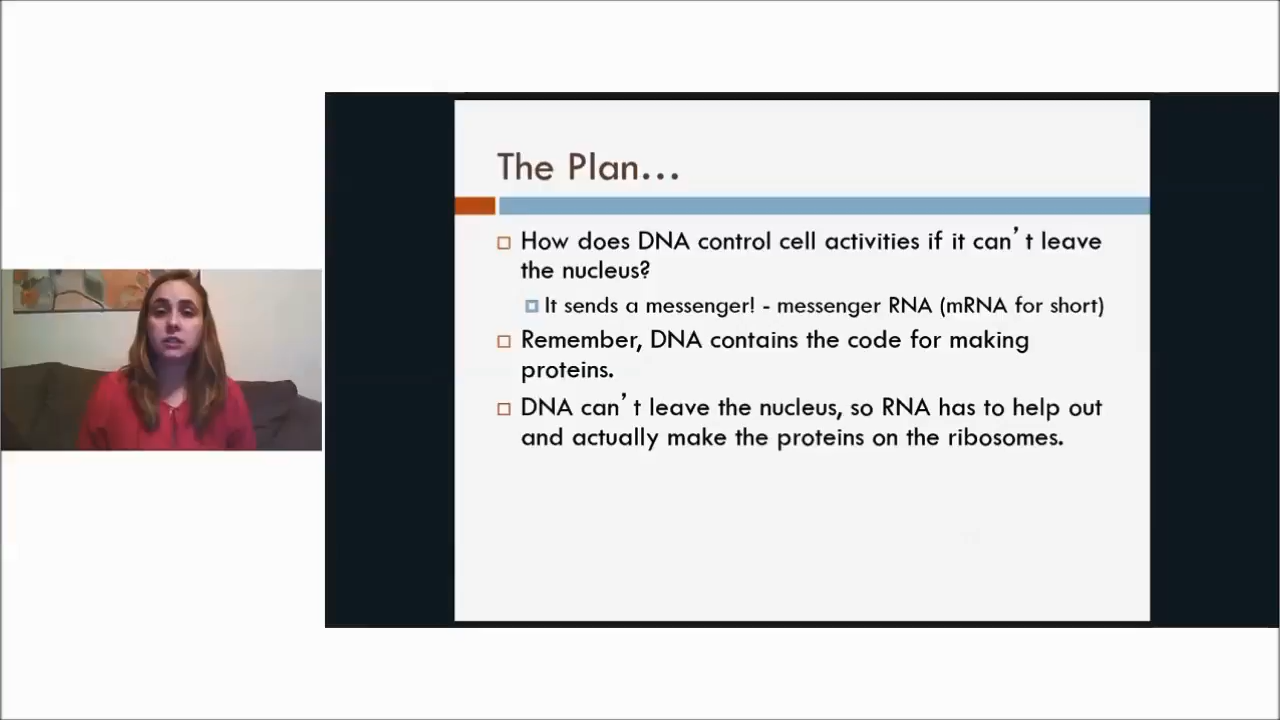 The Plan…
How does DNA control cell activities if it can’t leave
the nucleus?
It sends a messenger! - messenger RNA (mRNA for short)
Remember, DNA contains the code for making
proteins.
DNA can’t leave the nucleus, so RNA has to help out
and actually make the proteins on the ribosomes.